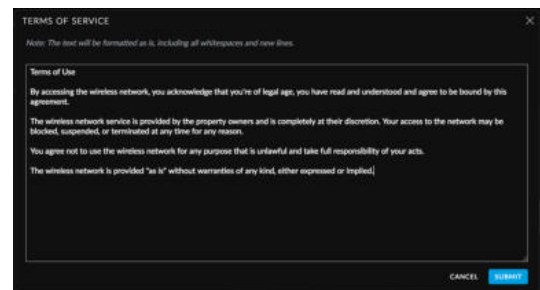 TERMS OF SERVICE
Note: The text will be formatted as is, including all whitespaces and new lines.
Terms of Use
By accessing the wireless network, you acknowledge that you're of legal age, you have read and understood and agree to be bound by this
agreement.
The wireless network service is provided by the property owners and is completely at their discretion. Your access to the network may be
blocked, suspended, or terminated at any time for any reason.
You agree not to use the wireless network for any purpose that is unlawful and take full responsibility of your acts.
The wireless network is provided "as is" without warranties of any kind, either expressed or implied.
CANCEL SUBMIT